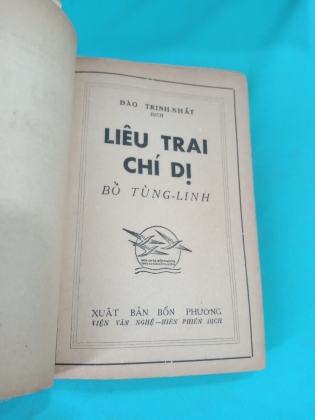 ĐÀO TRINH-NHẤT
DỊCH
LIÊU TRAI
CHÍ DỊ
BỒ TÙNG-LINH
XUẤT BẢN BỐN PHƯƠNG
VIỆN VĂN NGHỆ—HIÊN PHIÊN DỊCH